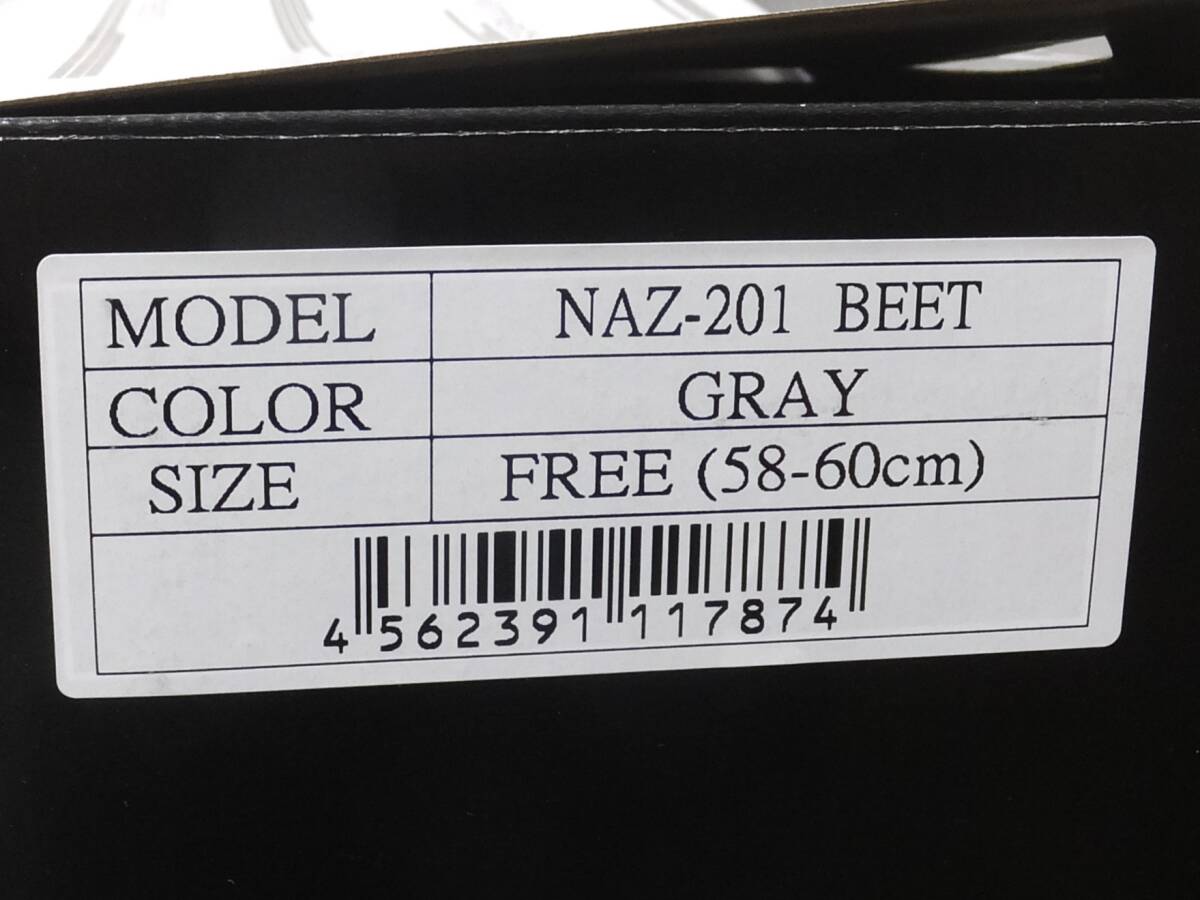 MODEL NAZ-201 BEET
COLOR GRAY
SIZE FREE (58-60cm)
4 562391 117874